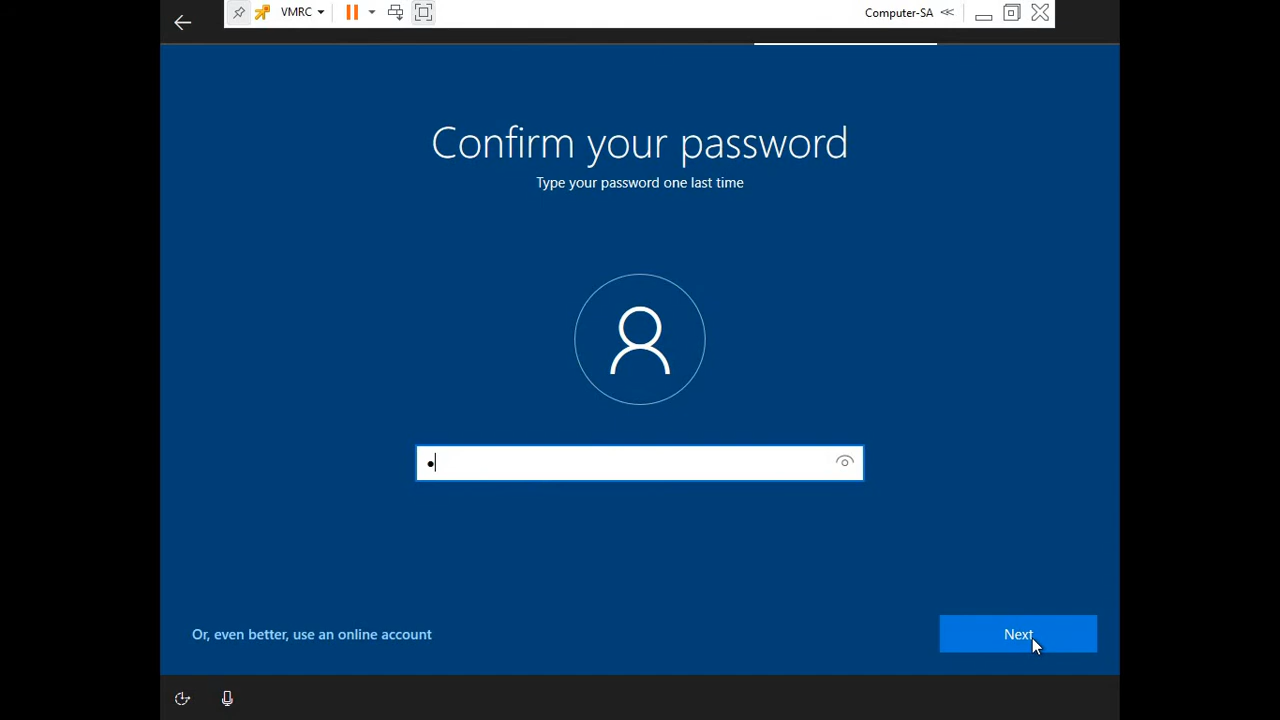 VMRC
Computer-SA
Confirm your password
Type your password one last time
Or, even better, use an online account
Next